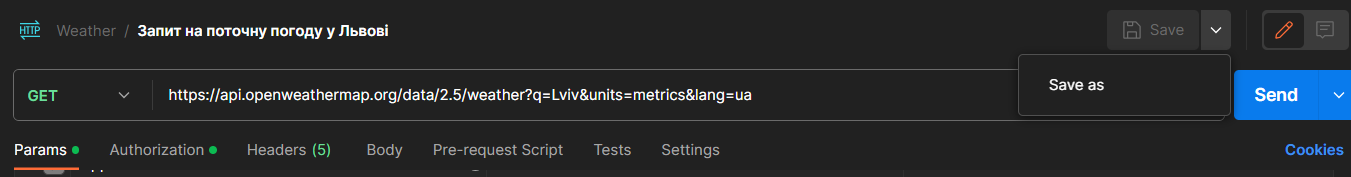 HTTP Weather / Запит на поточну погоду у Львові Save
Save as
GET https://api.openweathermap.org/data/2.5/weather?q=Lviv&units=metrics&lang=ua Send
Params Authorization Headers (5) Body Pre-request Script Tests Settings Cookies